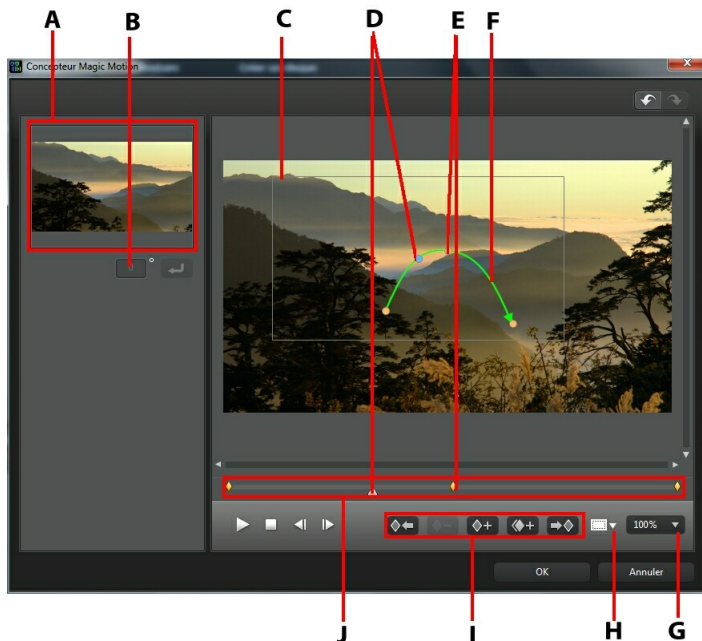 A B C D E F
Concepteur Magic Motion
°
100%
OK Annuler
J I H G